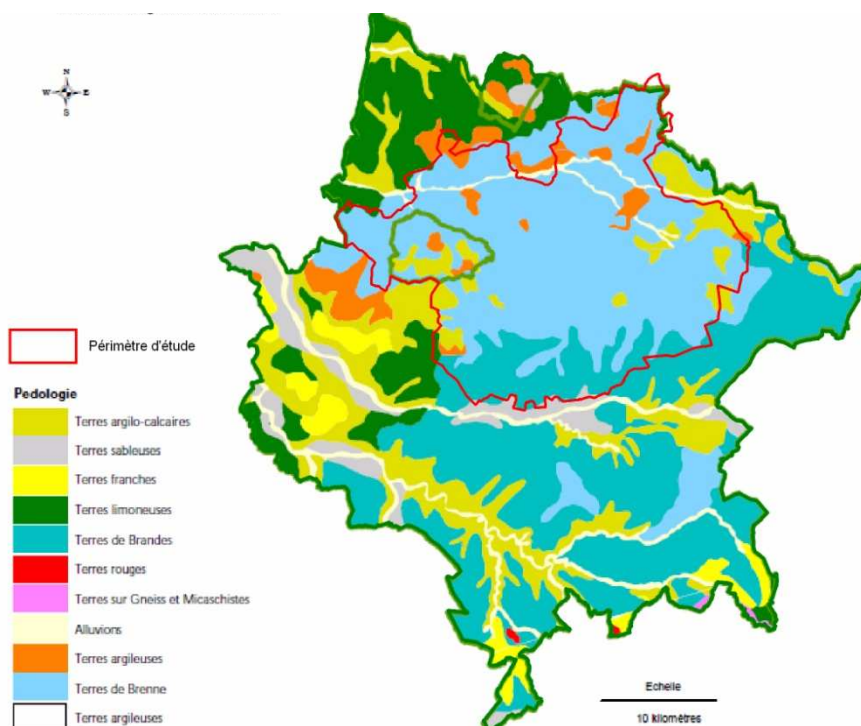 N
W E
S
Périmètre d'étude
Pedologie
Terres argilo-calcaires
Terres sableuses
Terres franches
Terres limoneuses
Terres de Brandes
Terres rouges
Terres sur Gneiss et Micaschistes
Alluvions
Terres argileuses
Terres de Brenne
Terres argileuses
Echelle
10 kilomètres